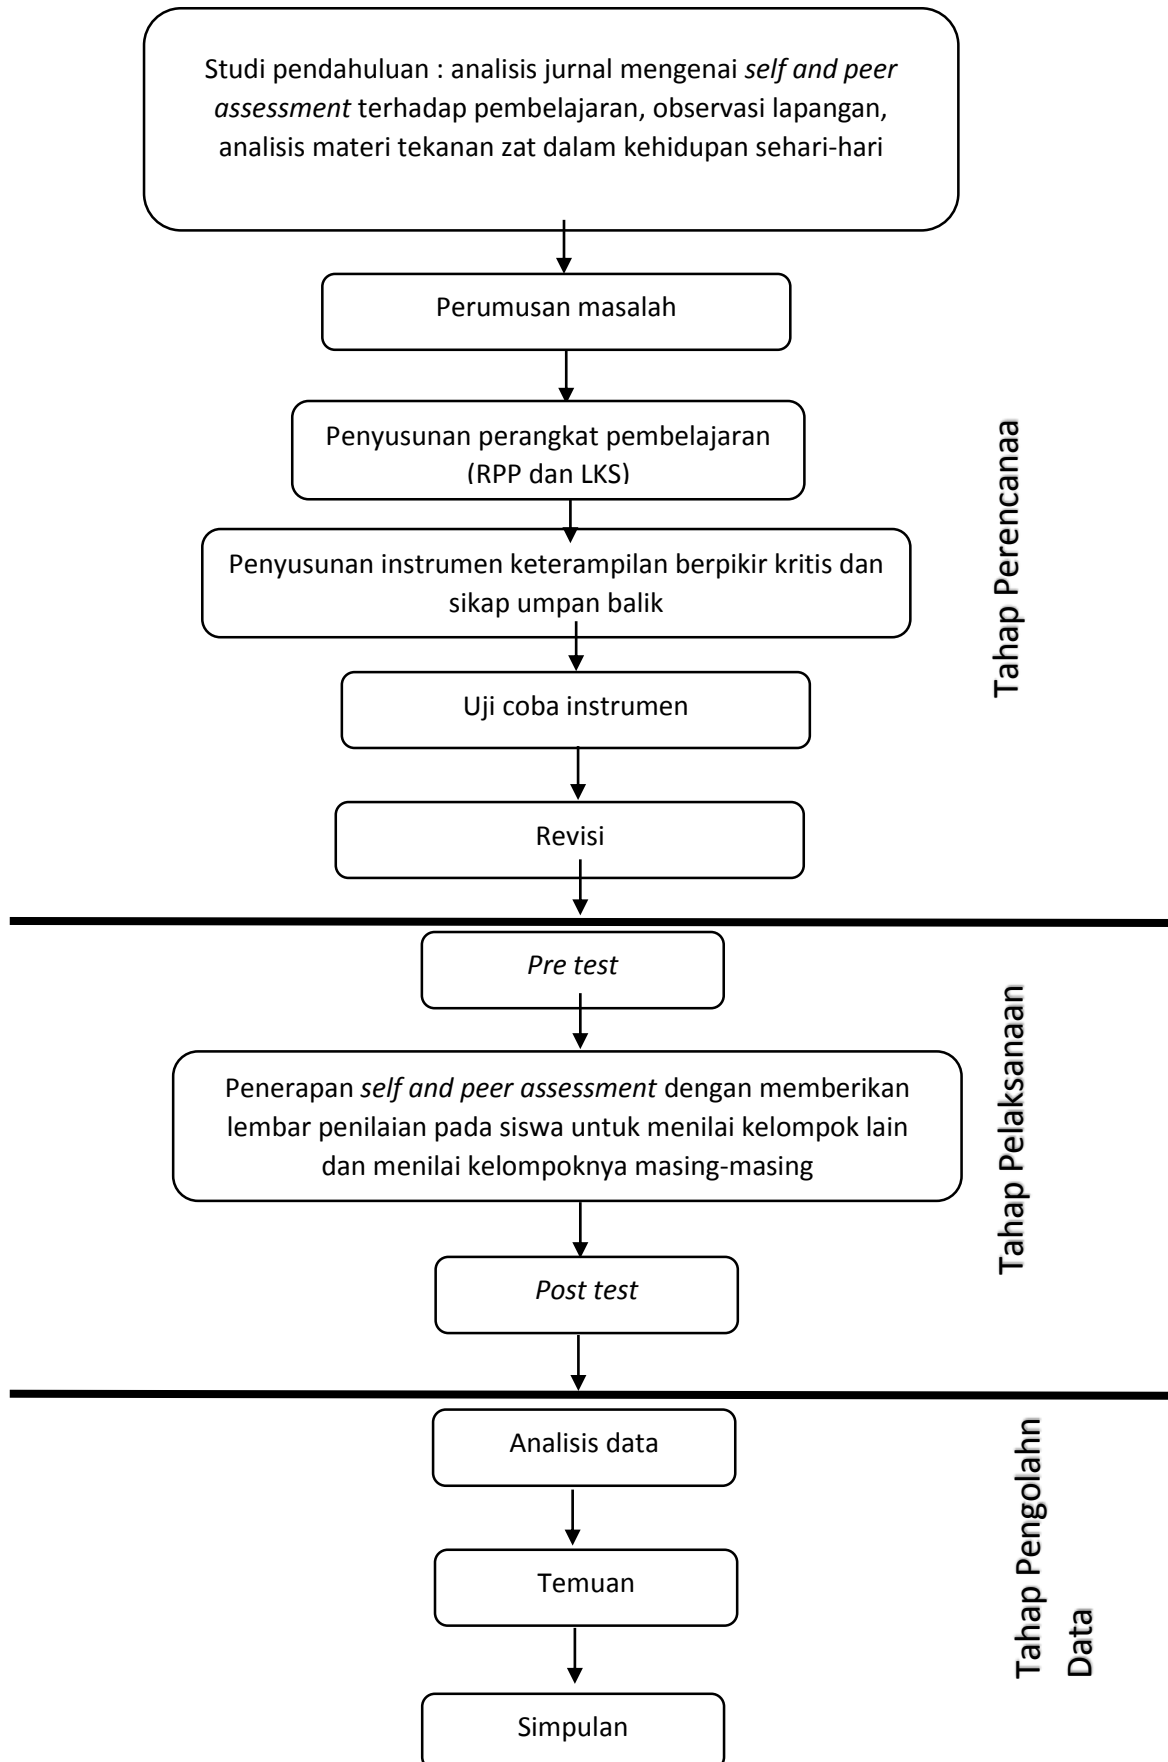 Studi pendahuluan : analisis jurnal mengenai self and peer
assessment terhadap pembelajaran, observasi lapangan,
analisis materi tekanan zat dalam kehidupan sehari-hari
Perumusan masalah
Penyusunan perangkat pembelajaran
(RPP dan LKS)
Penyusunan instrumen keterampilan berpikir kritis dan
sikap umpan balik
Uji coba instrumen
Revisi
Tahap Perencanaa
Pre test
Penerapan self and peer assessment dengan memberikan
lembar penilaian pada siswa untuk menilai kelompok lain
dan menilai kelompoknya masing-masing
Post test
Tahap Pelaksanaan
Analisis data
Temuan
Simpulan
Tahap Pengolahn
Data